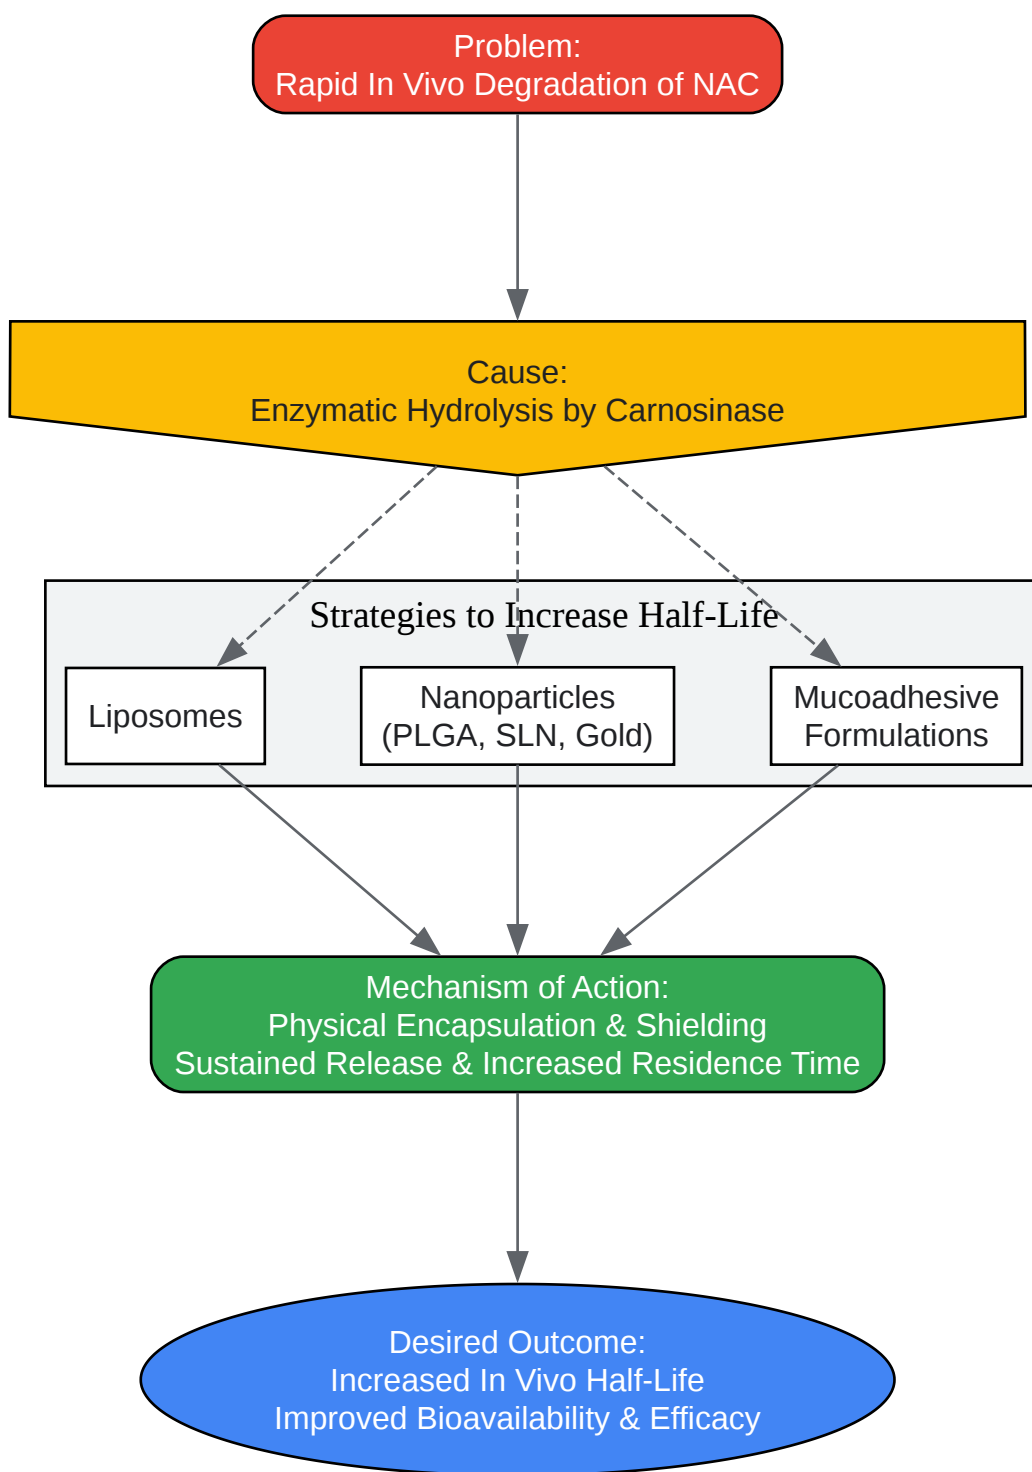 Problem:
Rapid In Vivo Degradation of NAC
Cause:
Enzymatic Hydrolysis by Carnosinase
Strategies to Increase Half-Life
Liposomes
Nanoparticles
(PLGA, SLN, Gold)
Mucoadhesive
Formulations
Mechanism of Action:
Physical Encapsulation & Shielding
Sustained Release & Increased Residence Time
Desired Outcome:
Increased In Vivo Half-Life
Improved Bioavailability & Efficacy